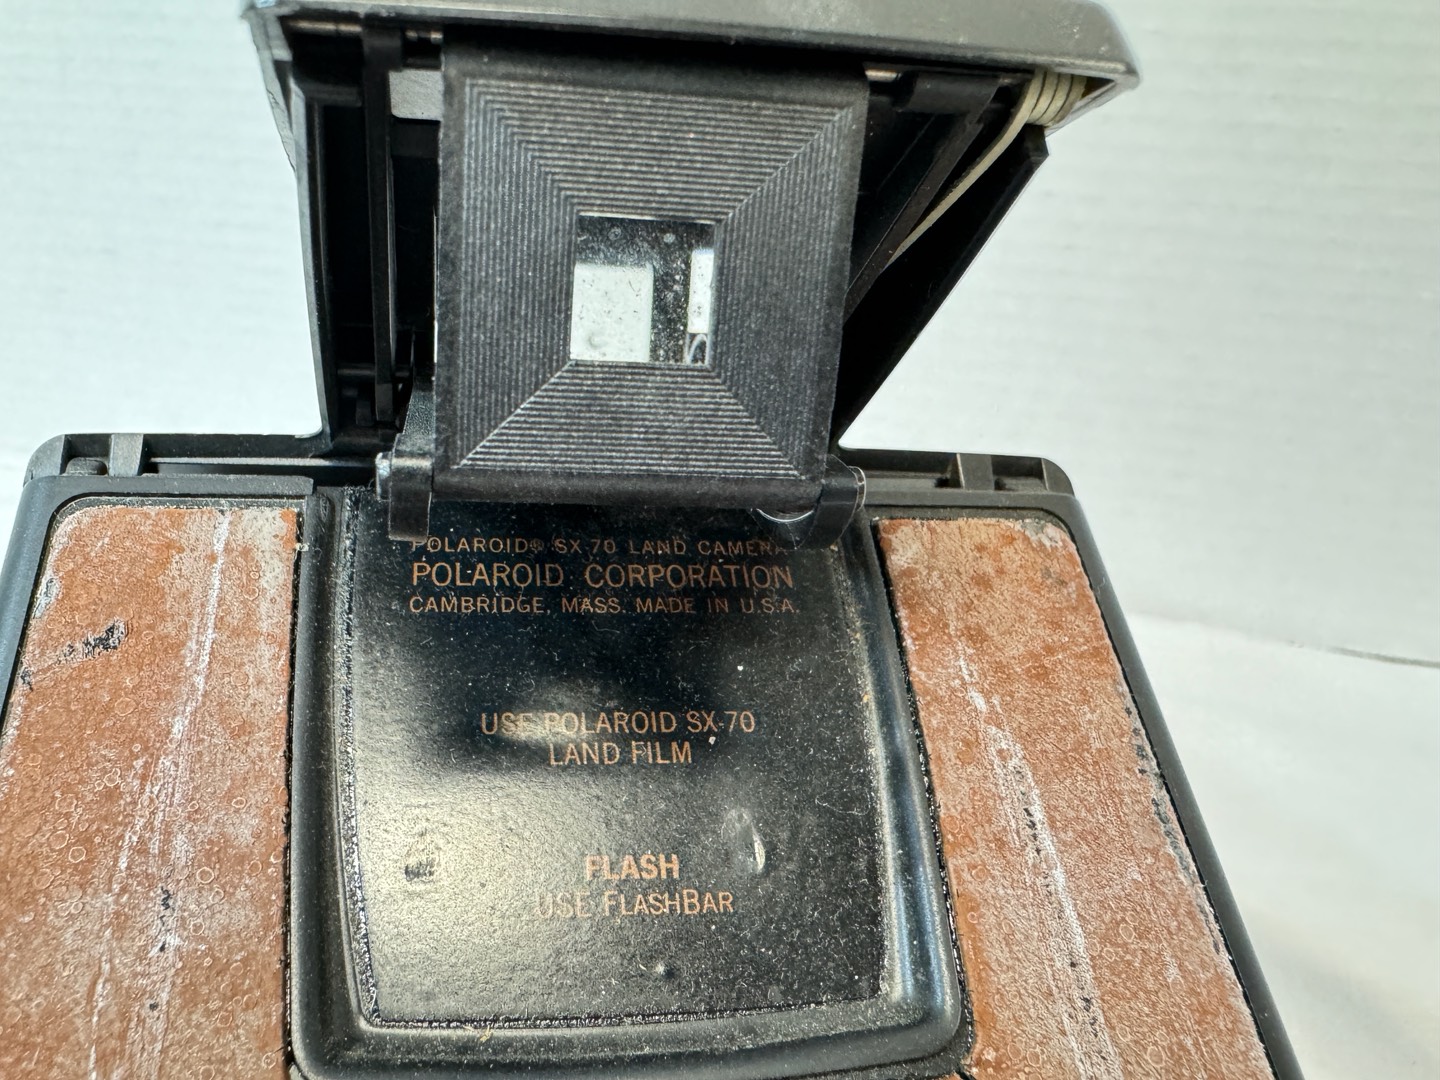 POLAROID® SX-70 LAND CAMERA
POLAROID CORPORATION
CAMBRIDGE, MASS. MADE IN U.S.A.
USE POLAROID SX-70
LAND FILM
FLASH
USE FLASHBAR